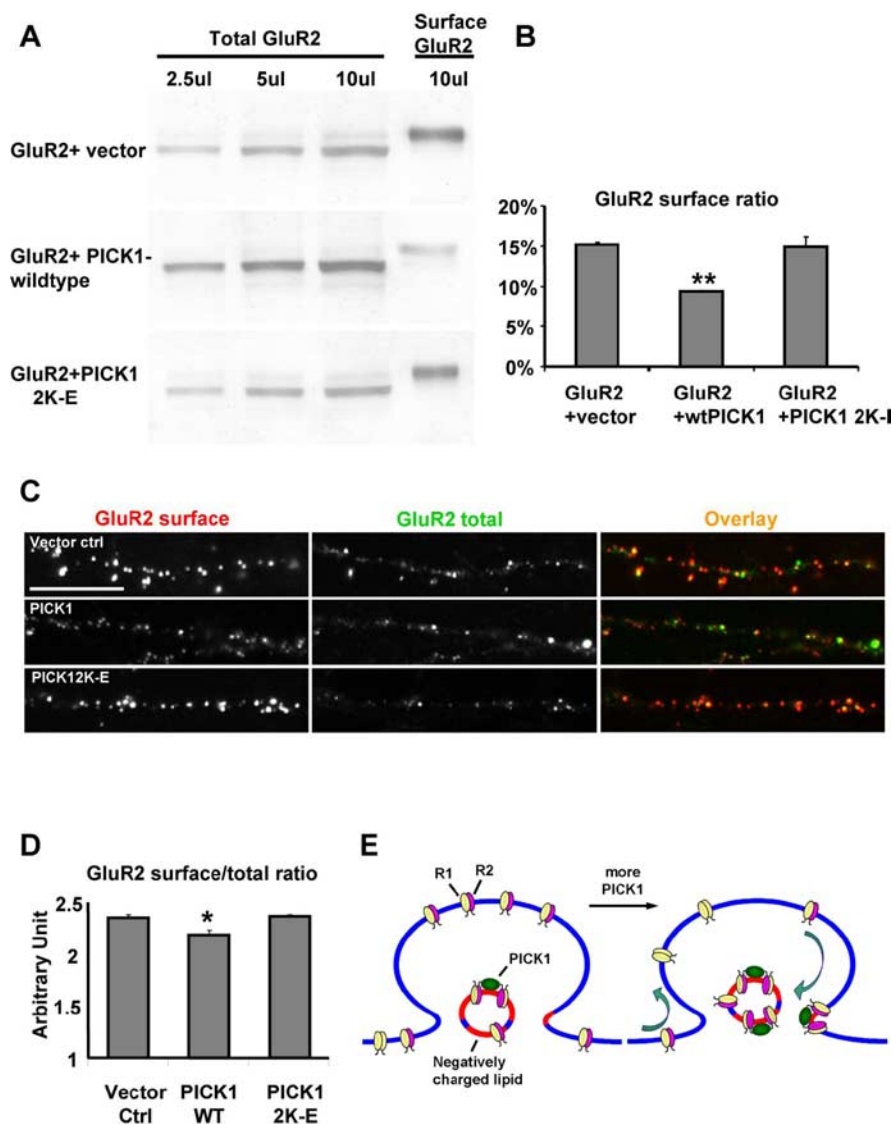 A
Total GluR2
Surface
GluR2
2.5ul 5ul 10ul 10ul
GluR2+ vector
GluR2+ PICK1-
wildtype
GluR2+PICK1
2K-E
B
GluR2 surface ratio
20%
15%
10%
5%
0%
**
GluR2
+vector
GluR2
+wtPICK1
GluR2
+PICK1 2K-I
C
GluR2 surface
GluR2 total
Overlay
Vector ctrl
PICK1
PICK12K-E
D
GluR2 surface/total ratio
Arbitrary Unit
2.5
2
1.5
1
*
Vector
Ctrl
PICK1
WT
PICK1
2K-E
E
R1 R2
more
PICK1
PICK1
Negatively
charged lipid